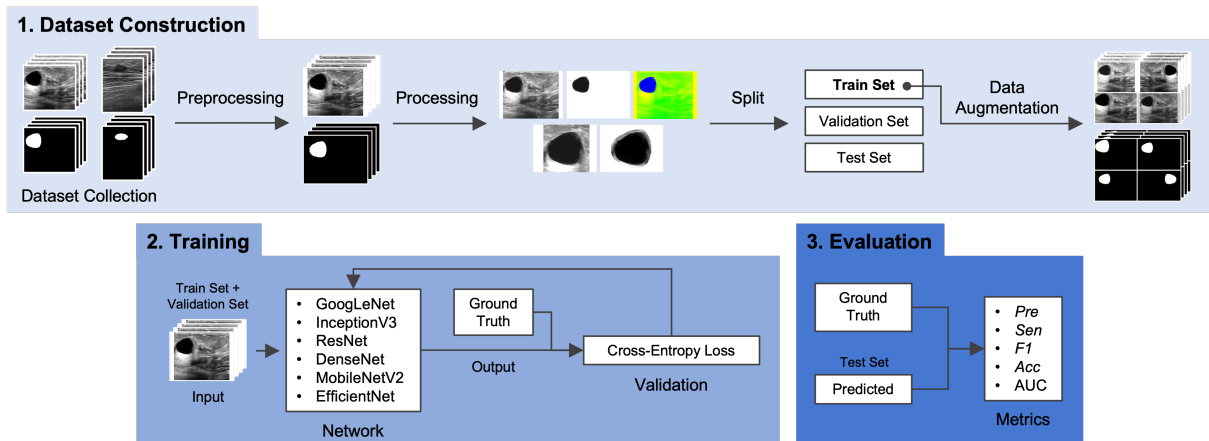 1. Dataset Construction
Dataset Collection
Preprocessing
Processing
Split
Train Set
Validation Set
Test Set
Data
Augmentation
2. Training
Train Set +
Validation Set
Input
• GoogLeNet
• InceptionV3
• ResNet
• DenseNet
• MobileNetV2
• EfficientNet
Network
Ground
Truth
Output
Cross-Entropy Loss
Validation
3. Evaluation
Ground
Truth
Test Set
Predicted
• Pre
• Sen
• F1
• Acc
• AUC
Metrics